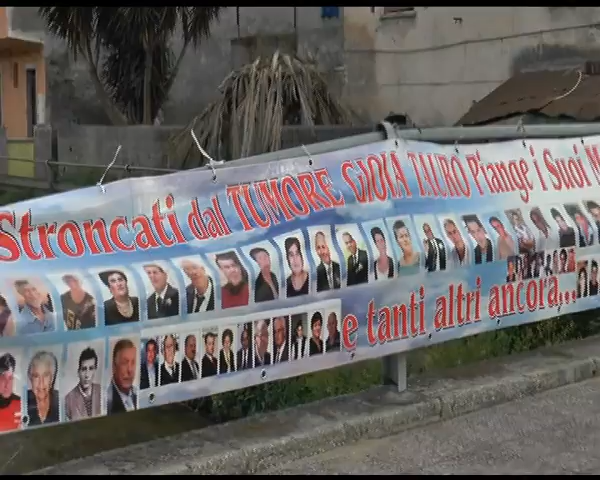 Stroncati dal TUMORE GIOIA TAURO Piange i Suoi M
e tanti altri ancora...